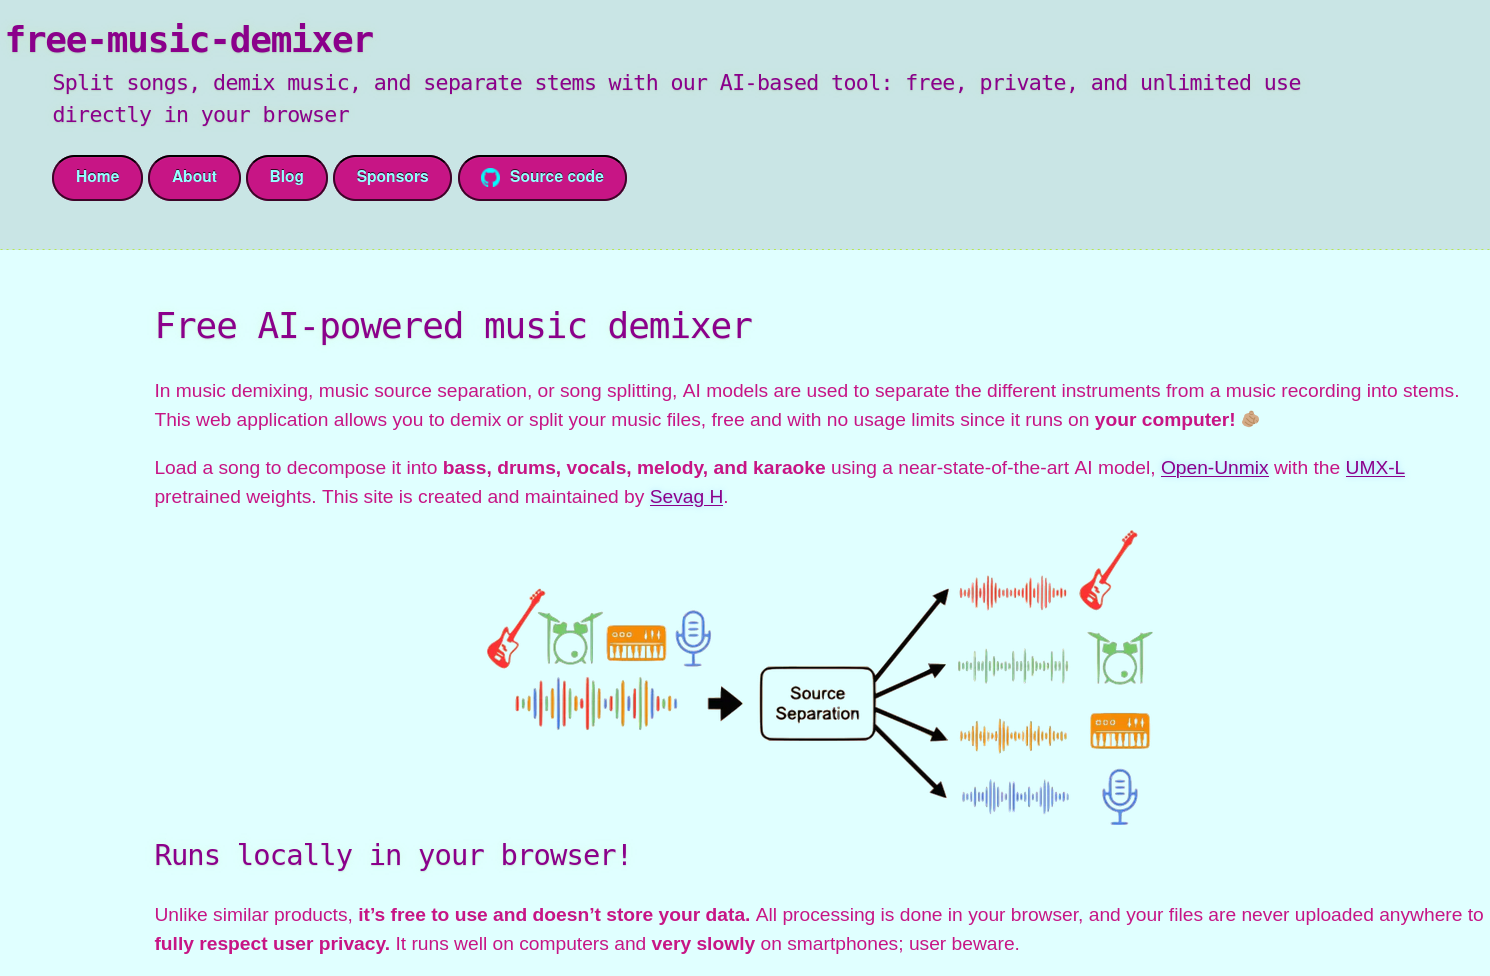 free-music-demixer
Split songs, demix music, and separate stems with our AI-based tool: free, private, and unlimited use
directly in your browser
Home About Blog Sponsors Source code
Free AI-powered music demixer
In music demixing, music source separation, or song splitting, AI models are used to separate the different instruments from a music recording into stems.
This web application allows you to demix or split your music files, free and with no usage limits since it runs on your computer!
Load a song to decompose it into bass, drums, vocals, melody, and karaoke using a near-state-of-the-art AI model, Open-Unmix with the UMX-L
pretrained weights. This site is created and maintained by Sevag H.
Source
Separation
Runs locally in your browser!
Unlike similar products, it’s free to use and doesn’t store your data. All processing is done in your browser, and your files are never uploaded anywhere to
fully respect user privacy. It runs well on computers and very slowly on smartphones; user beware.